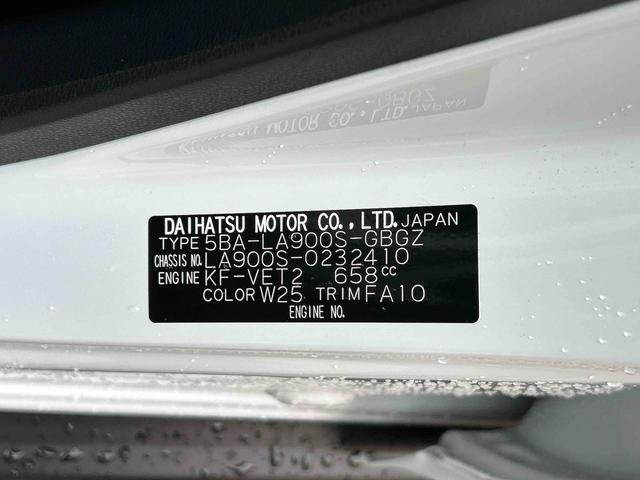 DAIHATSU MOTOR CO., LTD. JAPAN
TYPE 5BA-LA900S-GBGZ
CHASSIS NO. LA900S-0232410
ENGINE KF-VET2 658cc
COLOR W25 TRIM FA10
ENGINE NO.